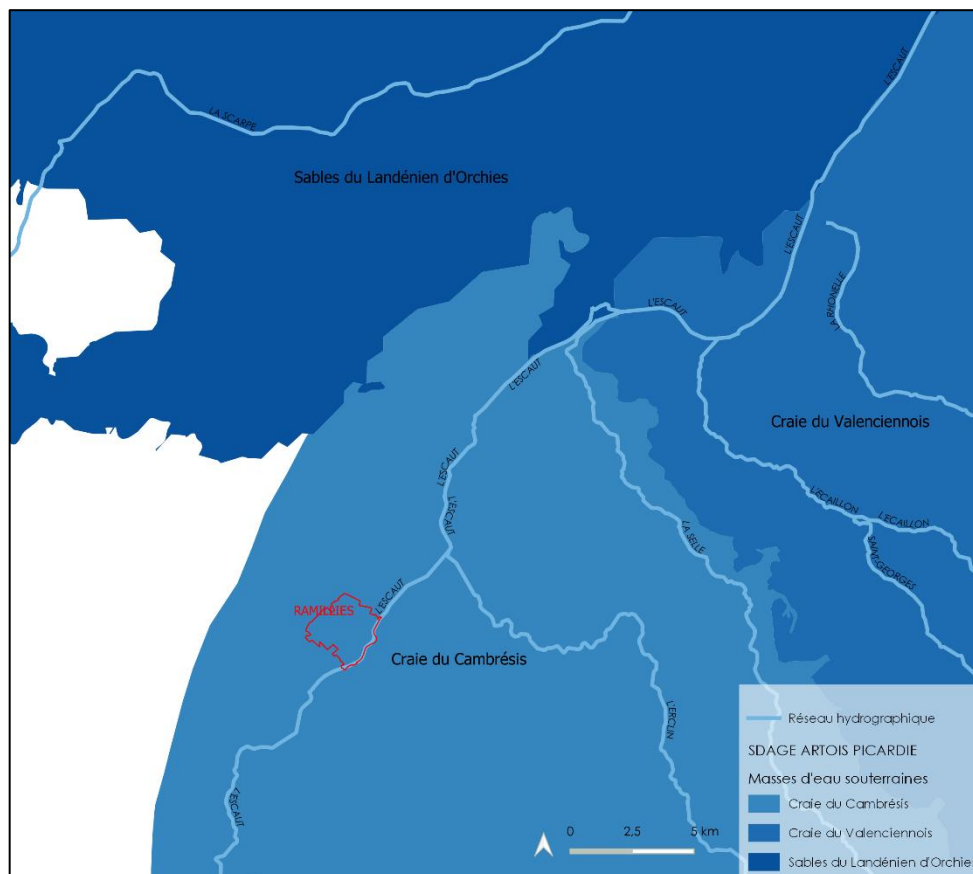 L'ESCAUT
LA SCARPE
Sables du Landénien d'Orchies
L'ESCAUT
L'ESCAUT
LA RHONELLE
L'ESCAUT
Craie du Valenciennois
L'ESCAUT
L'ESCAUT
L'ECAILLON
L'ECAILLON
LA SELLE
SAINT-GEORGES
L'ESCAUT
RAMILLIES
Craie du Cambrésis
L'ERCLIN
L'ESCAUT
Réseau hydrographique
SDAGE ARTOIS PICARDIE
Masses d'eau souterraines
Craie du Cambrésis
Craie du Valenciennois
Sables du Landénien d'Orchies
0 2,5 5 km